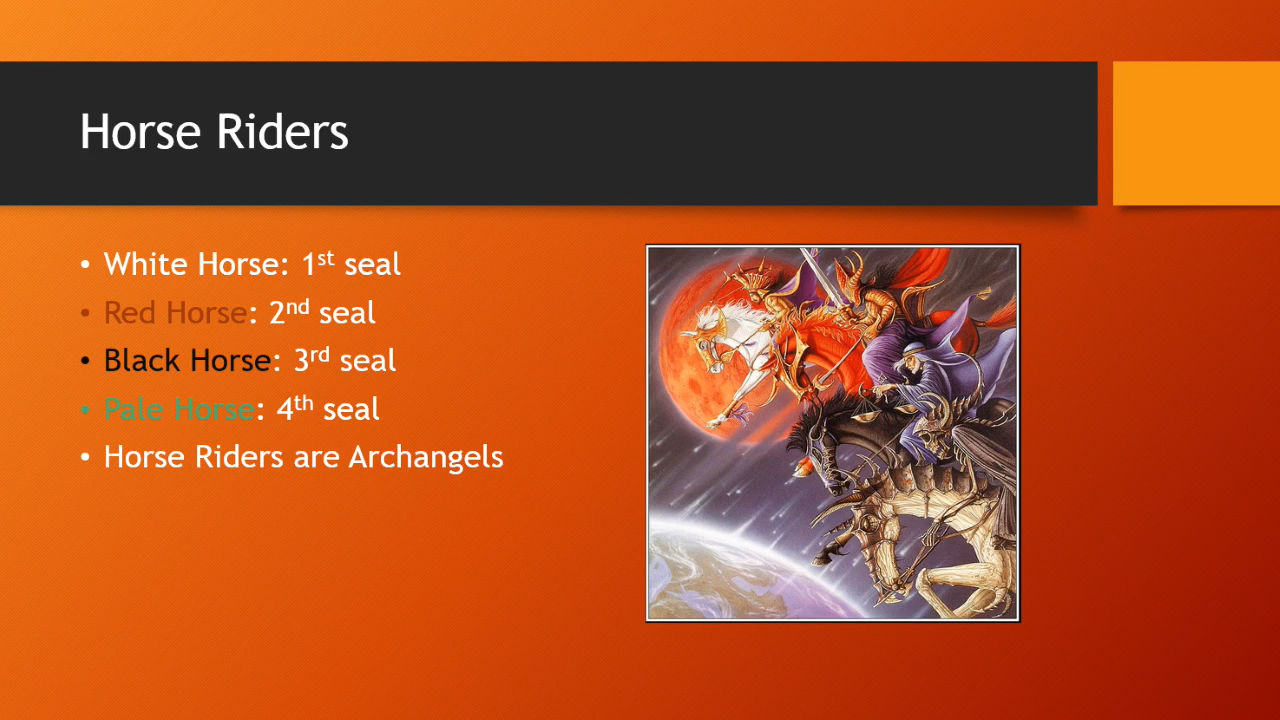 Horse Riders
• White Horse: 1st seal
• Red Horse: 2nd seal
• Black Horse: 3rd seal
• Pale Horse: 4th seal
• Horse Riders are Archangels